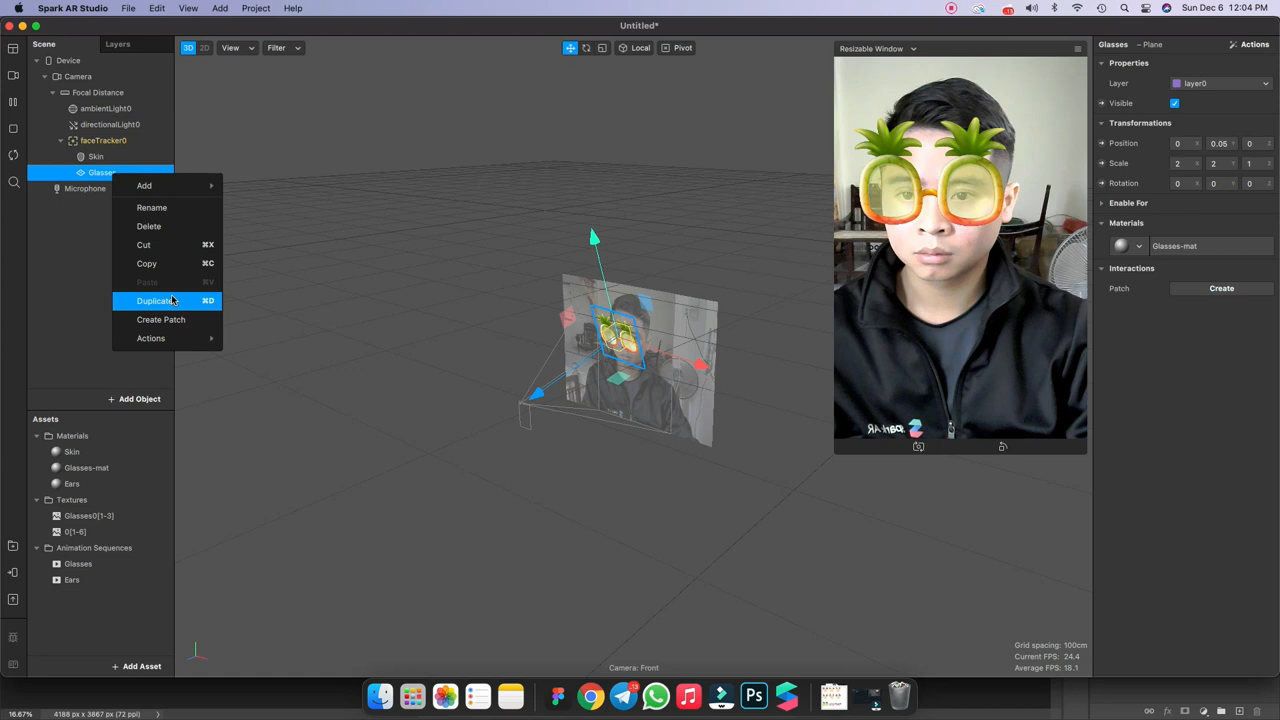 Spark AR Studio File Edit View Add Project Help Sun Dec 6 12:04 PM
Untitled*
Scene Layers
Device
Camera
Focal Distance
ambientLight0
directionalLight0
faceTracker0
Skin
Glasses
Microphone
Add
Rename
Delete
Cut ⌘X
Copy ⌘C
Paste ⌘V
Duplicate ⌘D
Create Patch
Actions
+ Add Object
Assets
Materials
Skin
Glasses-mat
Ears
Textures
Glasses0[1-3]
0[1-6]
Animation Sequences
Glasses
Ears
+ Add Asset
3D 2D View Filter Local Pivot
Resizable Window
Grid spacing: 100cm
Current FPS: 24.4
Average FPS: 18.1
Camera: Front
Glasses - Plane Actions
Properties
Layer layer0
Visible
Transformations
Position 0 X 0.05 Y 0 Z
Scale 2 X 2 Y 1 Z
Rotation 0 X 0 Y 0 Z
Enable For
Materials
Glasses-mat
Interactions
Patch Create
Ps
16.67% 4188 px x 3867 px (72 ppi)